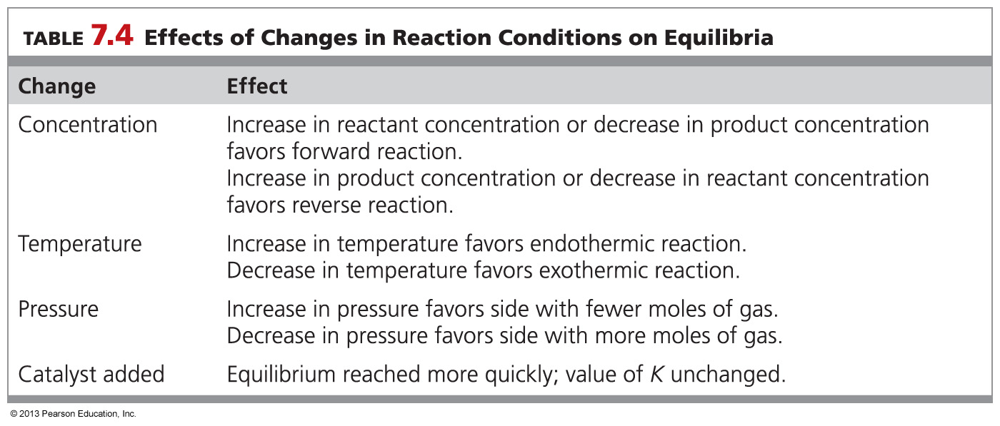 TABLE 7.4 Effects of Changes in Reaction Conditions on Equilibria
Change Effect
Concentration Increase in reactant concentration or decrease in product concentration
favors forward reaction.
Increase in product concentration or decrease in reactant concentration
favors reverse reaction.
Temperature Increase in temperature favors endothermic reaction.
Decrease in temperature favors exothermic reaction.
Pressure Increase in pressure favors side with fewer moles of gas.
Decrease in pressure favors side with more moles of gas.
Catalyst added Equilibrium reached more quickly; value of K unchanged.
© 2013 Pearson Education, Inc.